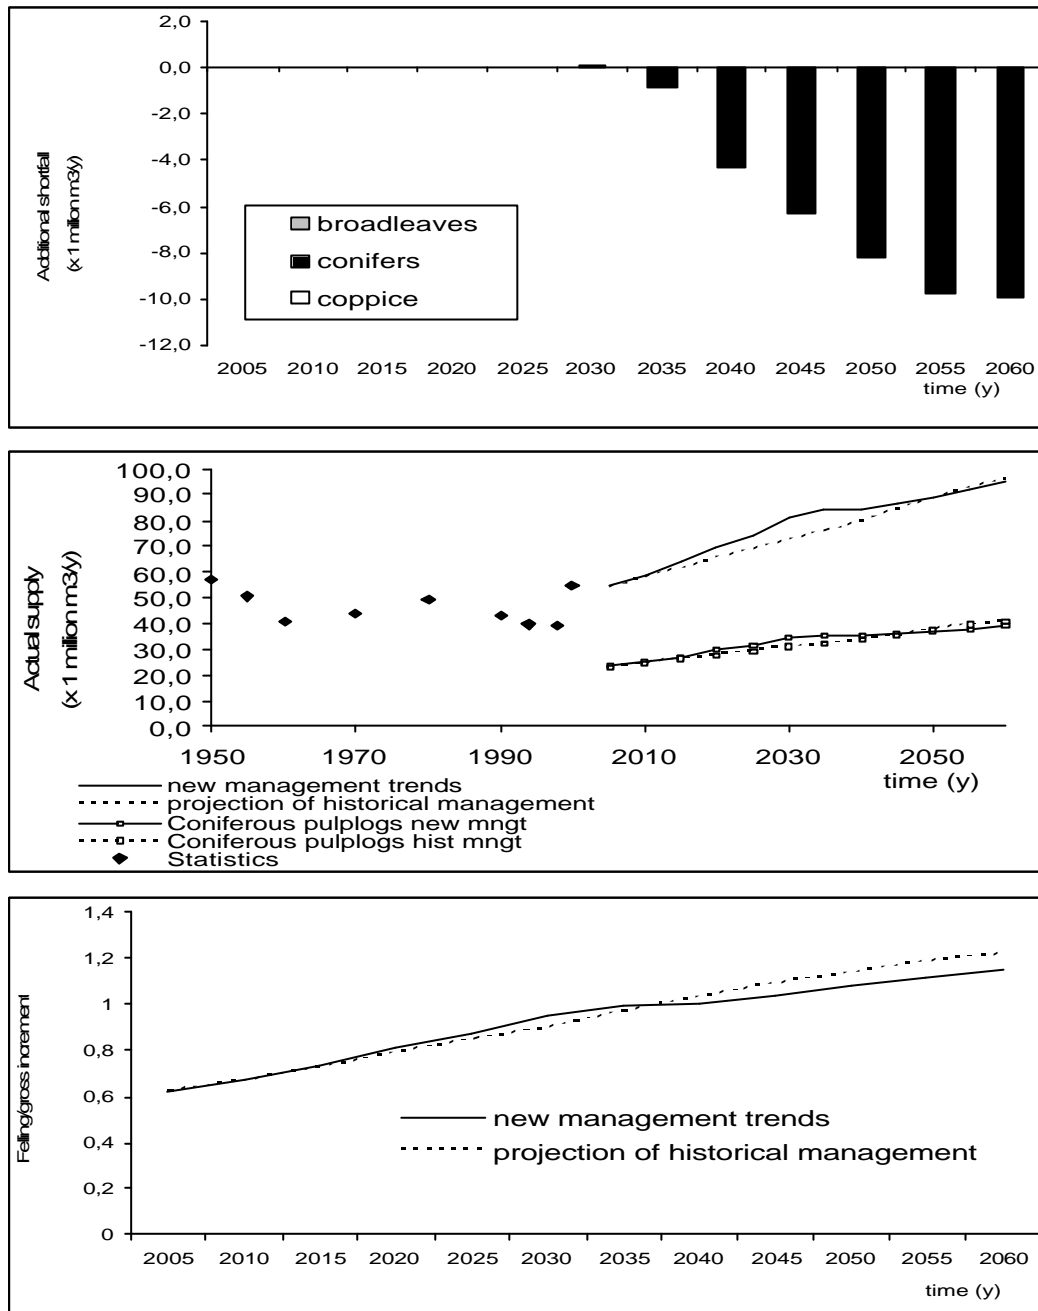 2,0
0,0
-2,0
-4,0
-6,0
-8,0
-10,0
-12,0
Additional shortfall
(x 1 million m3/y)
broadleaves
conifers
coppice
2005 2010 2015 2020 2025 2030 2035 2040 2045 2050 2055 2060
time (y)
100,0
90,0
80,0
70,0
60,0
50,0
40,0
30,0
20,0
10,0
0,0
Actual supply
(x 1 million m3/y)
1950 1970 1990 2010 2030 2050
time (y)
new management trends
projection of historical management
Coniferous pulplogs new mngt
Coniferous pulplogs hist mngt
Statistics
1,4
1,2
1
0,8
0,6
0,4
0,2
0
Felling/gross increment
new management trends
projection of historical management
2005 2010 2015 2020 2025 2030 2035 2040 2045 2050 2055 2060
time (y)